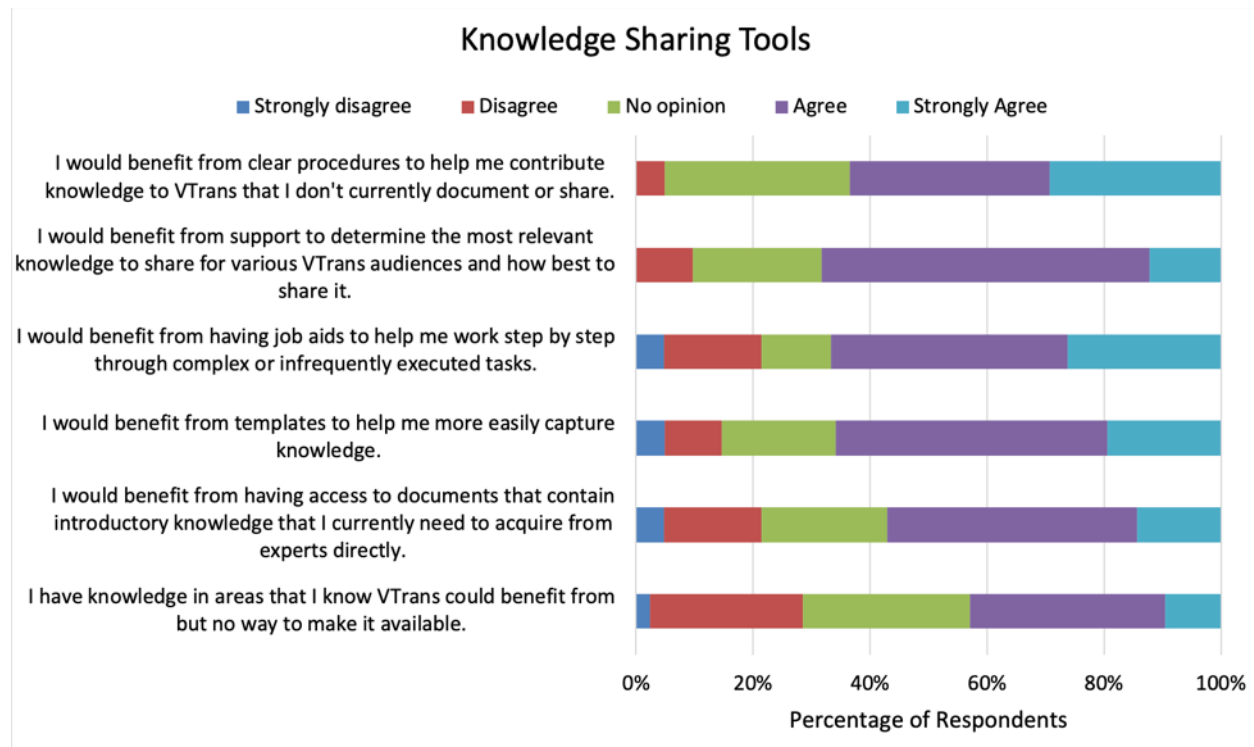 Knowledge Sharing Tools
Strongly disagree Disagree No opinion Agree Strongly Agree
I would benefit from clear procedures to help me contribute
knowledge to VTrans that I don't currently document or share.
I would benefit from support to determine the most relevant
knowledge to share for various VTrans audiences and how best to
share it.
I would benefit from having job aids to help me work step by step
through complex or infrequently executed tasks.
I would benefit from templates to help me more easily capture
knowledge.
I would benefit from having access to documents that contain
introductory knowledge that I currently need to acquire from
experts directly.
I have knowledge in areas that I know VTrans could benefit from
but no way to make it available.
0% 20% 40% 60% 80% 100%
Percentage of Respondents